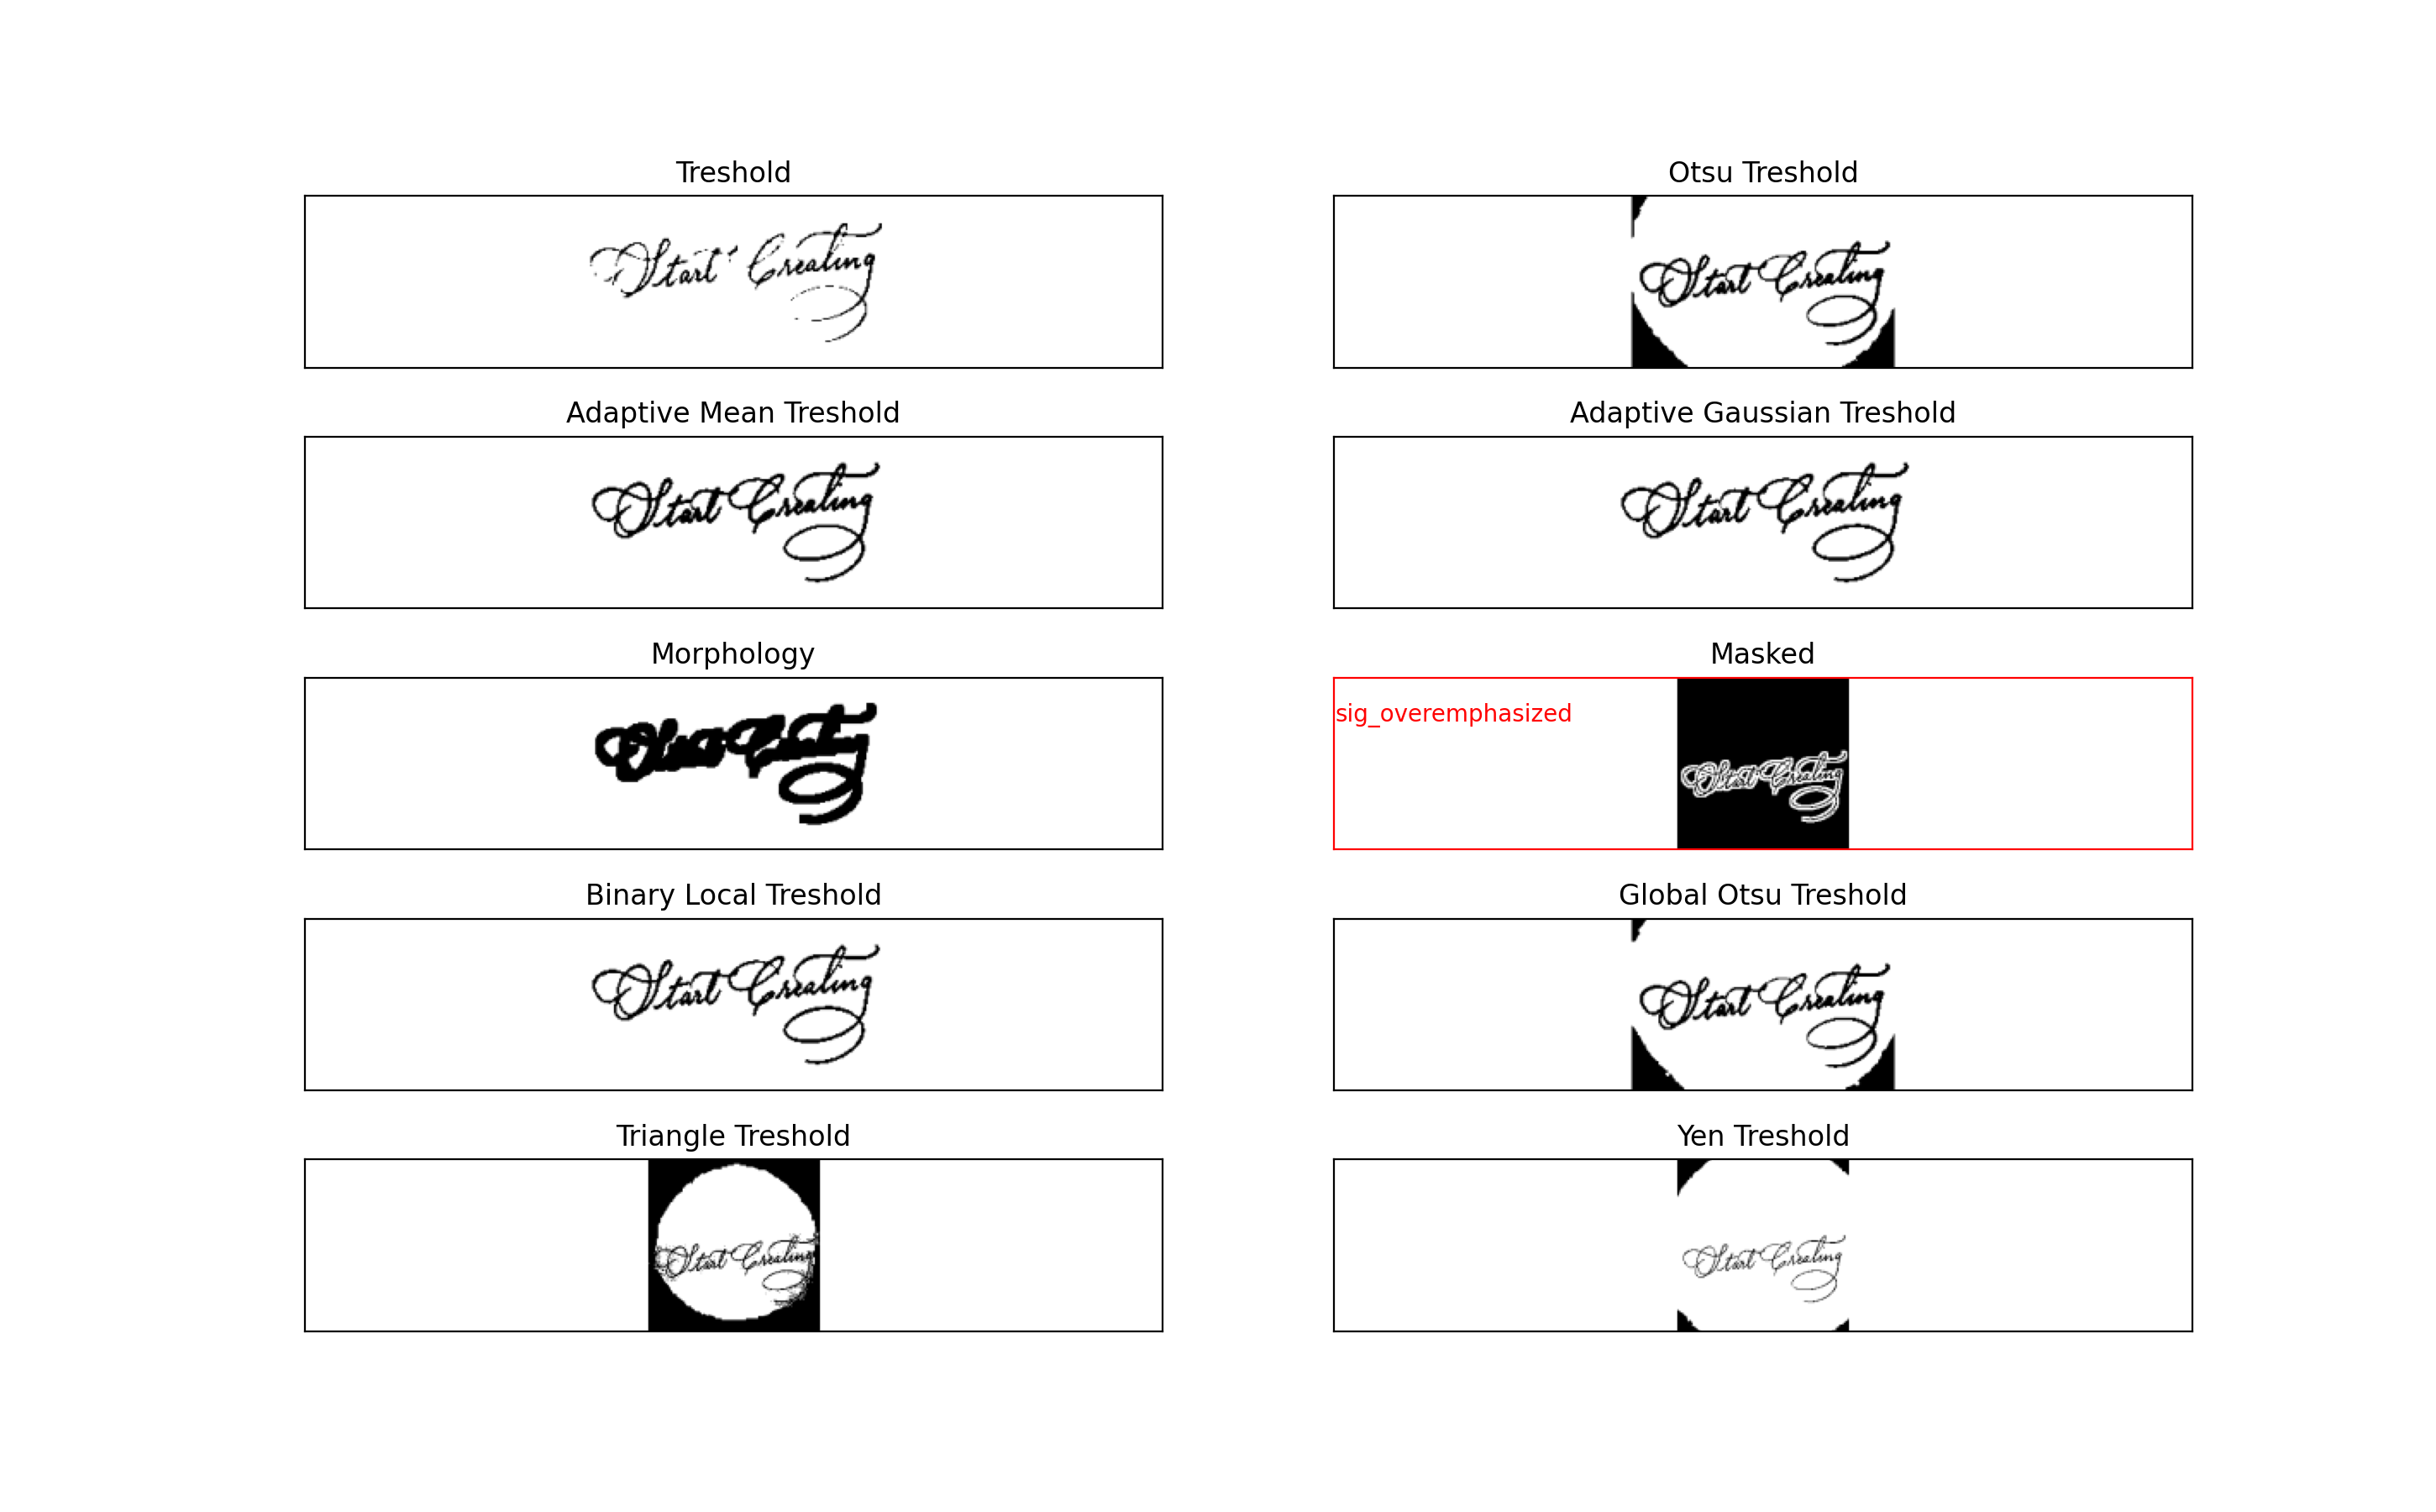 Treshold
Start Creating
Otsu Treshold
Start Creating
Adaptive Mean Treshold
Start Creating
Adaptive Gaussian Treshold
Start Creating
Morphology
Masked
sig_overemphasized
Start Creating
Binary Local Treshold
Start Creating
Global Otsu Treshold
Start Creating
Triangle Treshold
Start Creating
Yen Treshold
Start Creating